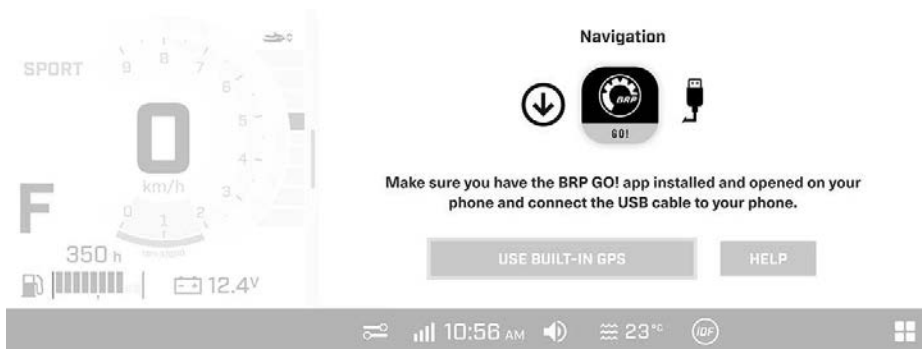 Navigation
SPORT
9 8 7
6
5
4
3
0 1 2
0
km/h
F
350 h
12.4V
BRP
GO!
Make sure you have the BRP GO! app installed and opened on your
phone and connect the USB cable to your phone.
USE BUILT-IN GPS
HELP
10:56 AM
23°C
iDF